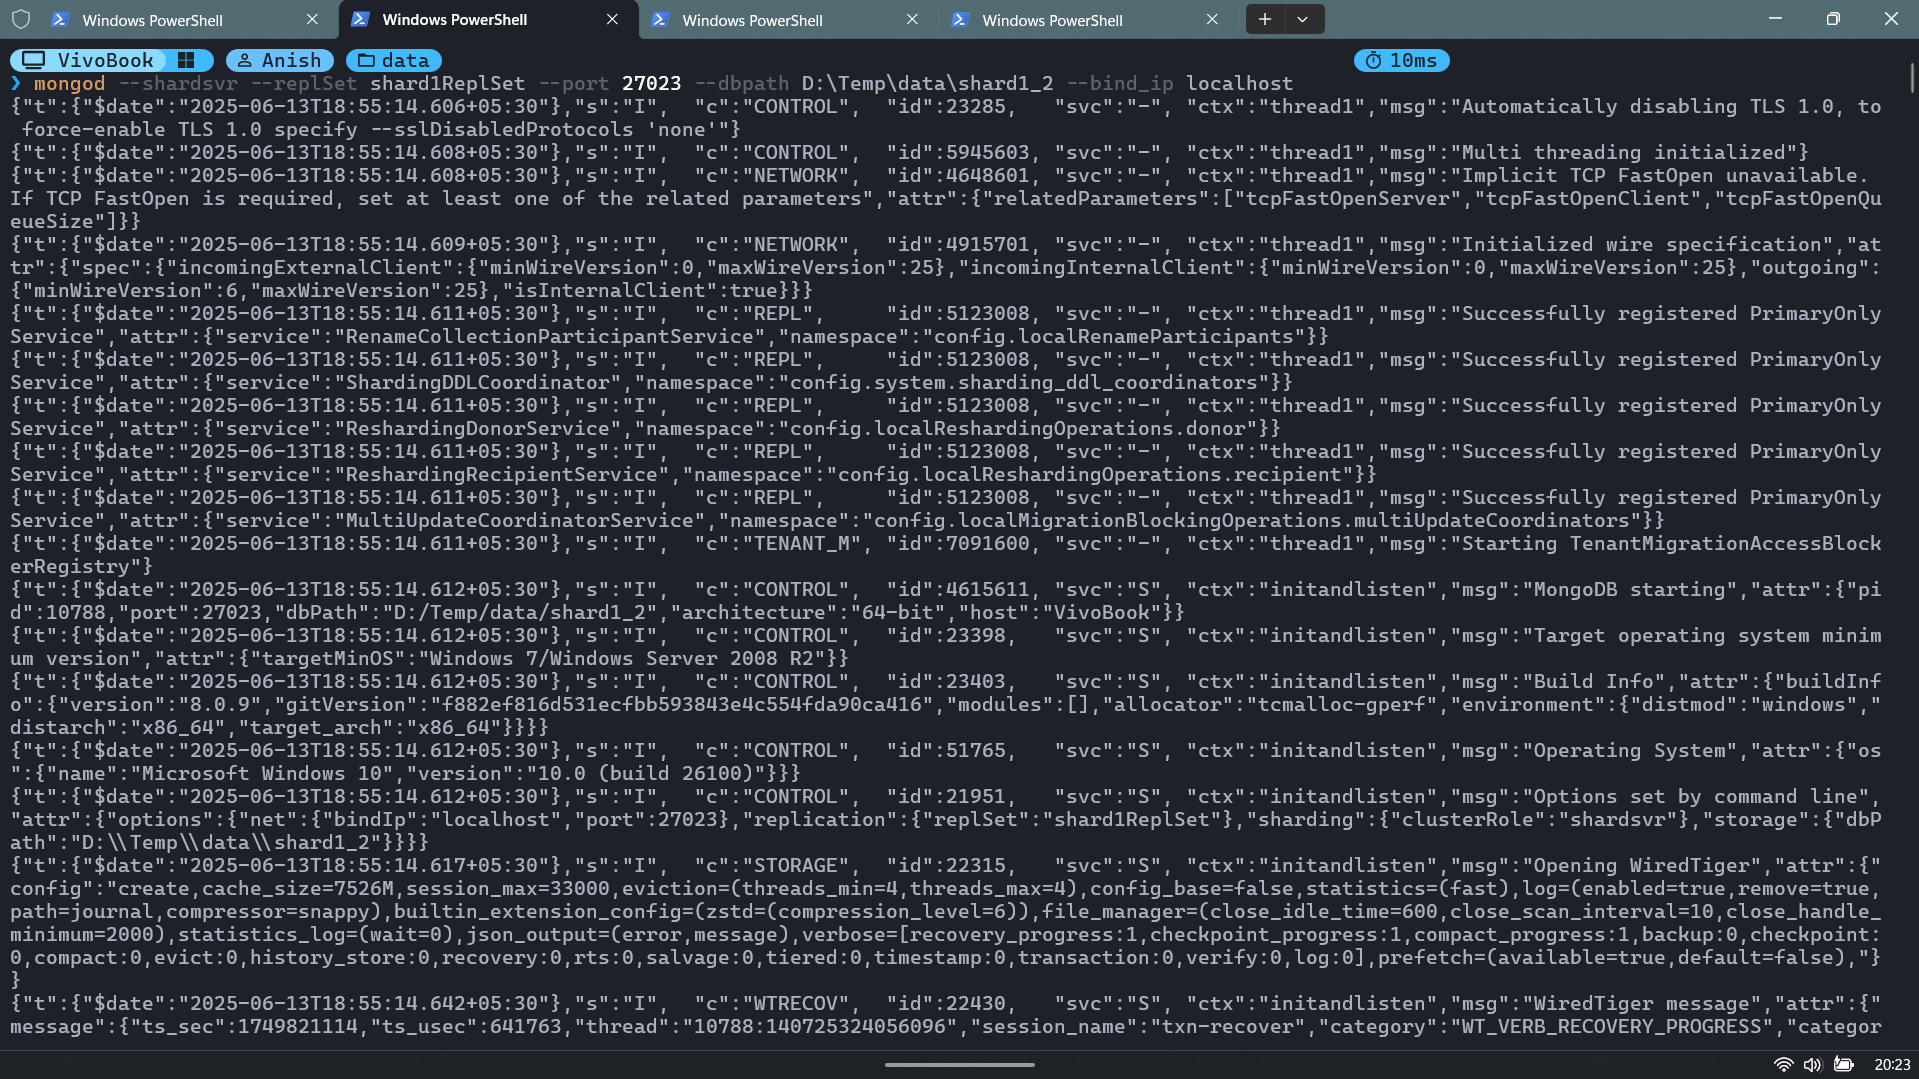 Windows PowerShell
Windows PowerShell
Windows PowerShell
Windows PowerShell
VivoBook Anish data 10ms
❯ mongod --shardsvr --replSet shard1ReplSet --port 27023 --dbpath D:\Temp\data\shard1_2 --bind_ip localhost
{"t":{"$date":"2025-06-13T18:55:14.606+05:30"},"s":"I",  "c":"CONTROL",  "id":23285,   "svc":"-", "ctx":"thread1","msg":"Automatically disabling TLS 1.0, to
 force-enable TLS 1.0 specify --sslDisabledProtocols 'none'"}
{"t":{"$date":"2025-06-13T18:55:14.608+05:30"},"s":"I",  "c":"CONTROL",  "id":5945603, "svc":"-", "ctx":"thread1","msg":"Multi threading initialized"}
{"t":{"$date":"2025-06-13T18:55:14.608+05:30"},"s":"I",  "c":"NETWORK",  "id":4648601, "svc":"-", "ctx":"thread1","msg":"Implicit TCP FastOpen unavailable.
If TCP FastOpen is required, set at least one of the related parameters","attr":{"relatedParameters":["tcpFastOpenServer","tcpFastOpenClient","tcpFastOpenQu
eueSize"]}}
{"t":{"$date":"2025-06-13T18:55:14.609+05:30"},"s":"I",  "c":"NETWORK",  "id":4915701, "svc":"-", "ctx":"thread1","msg":"Initialized wire specification","at
tr":{"spec":{"incomingExternalClient":{"minWireVersion":0,"maxWireVersion":25},"incomingInternalClient":{"minWireVersion":0,"maxWireVersion":25},"outgoing":
{"minWireVersion":6,"maxWireVersion":25},"isInternalClient":true}}}
{"t":{"$date":"2025-06-13T18:55:14.611+05:30"},"s":"I",  "c":"REPL",     "id":5123008, "svc":"-", "ctx":"thread1","msg":"Successfully registered PrimaryOnly
Service","attr":{"service":"RenameCollectionParticipantService","namespace":"config.localRenameParticipants"}}
{"t":{"$date":"2025-06-13T18:55:14.611+05:30"},"s":"I",  "c":"REPL",     "id":5123008, "svc":"-", "ctx":"thread1","msg":"Successfully registered PrimaryOnly
Service","attr":{"service":"ShardingDDLCoordinator","namespace":"config.system.sharding_ddl_coordinators"}}
{"t":{"$date":"2025-06-13T18:55:14.611+05:30"},"s":"I",  "c":"REPL",     "id":5123008, "svc":"-", "ctx":"thread1","msg":"Successfully registered PrimaryOnly
Service","attr":{"service":"ReshardingDonorService","namespace":"config.localReshardingOperations.donor"}}
{"t":{"$date":"2025-06-13T18:55:14.611+05:30"},"s":"I",  "c":"REPL",     "id":5123008, "svc":"-", "ctx":"thread1","msg":"Successfully registered PrimaryOnly
Service","attr":{"service":"ReshardingRecipientService","namespace":"config.localReshardingOperations.recipient"}}
{"t":{"$date":"2025-06-13T18:55:14.611+05:30"},"s":"I",  "c":"REPL",     "id":5123008, "svc":"-", "ctx":"thread1","msg":"Successfully registered PrimaryOnly
Service","attr":{"service":"MultiUpdateCoordinatorService","namespace":"config.localMigrationBlockingOperations.multiUpdateCoordinators"}}
{"t":{"$date":"2025-06-13T18:55:14.611+05:30"},"s":"I",  "c":"TENANT_M", "id":7091600, "svc":"-", "ctx":"thread1","msg":"Starting TenantMigrationAccessBlock
erRegistry"}
{"t":{"$date":"2025-06-13T18:55:14.612+05:30"},"s":"I",  "c":"CONTROL",  "id":4615611, "svc":"S", "ctx":"initandlisten","msg":"MongoDB starting","attr":{"pi
d":10788,"port":27023,"dbPath":"D:/Temp/data/shard1_2","architecture":"64-bit","host":"VivoBook"}}
{"t":{"$date":"2025-06-13T18:55:14.612+05:30"},"s":"I",  "c":"CONTROL",  "id":23398,   "svc":"S", "ctx":"initandlisten","msg":"Target operating system minim
um version","attr":{"targetMinOS":"Windows 7/Windows Server 2008 R2"}}
{"t":{"$date":"2025-06-13T18:55:14.612+05:30"},"s":"I",  "c":"CONTROL",  "id":23403,   "svc":"S", "ctx":"initandlisten","msg":"Build Info","attr":{"buildInf
o":{"version":"8.0.9","gitVersion":"f882ef816d531ecfbb593843e4c554fda90ca416","modules":[],"allocator":"tcmalloc-gperf","environment":{"distmod":"windows","
distarch":"x86_64","target_arch":"x86_64"}}}}
{"t":{"$date":"2025-06-13T18:55:14.612+05:30"},"s":"I",  "c":"CONTROL",  "id":51765,   "svc":"S", "ctx":"initandlisten","msg":"Operating System","attr":{"os
":{"name":"Microsoft Windows 10","version":"10.0 (build 26100)"}}}
{"t":{"$date":"2025-06-13T18:55:14.612+05:30"},"s":"I",  "c":"CONTROL",  "id":21951,   "svc":"S", "ctx":"initandlisten","msg":"Options set by command line",
"attr":{"options":{"net":{"bindIp":"localhost","port":27023},"replication":{"replSet":"shard1ReplSet"},"sharding":{"clusterRole":"shardsvr"},"storage":{"dbP
ath":"D:\\Temp\\data\\shard1_2"}}}}
{"t":{"$date":"2025-06-13T18:55:14.617+05:30"},"s":"I",  "c":"STORAGE",  "id":22315,   "svc":"S", "ctx":"initandlisten","msg":"Opening WiredTiger","attr":{"
config":"create,cache_size=7526M,session_max=33000,eviction=(threads_min=4,threads_max=4),config_base=false,statistics=(fast),log=(enabled=true,remove=true,
path=journal,compressor=snappy),builtin_extension_config=(zstd=(compression_level=6)),file_manager=(close_idle_time=600,close_scan_interval=10,close_handle_
minimum=2000),statistics_log=(wait=0),json_output=(error,message),verbose=[recovery_progress:1,checkpoint_progress:1,compact_progress:1,backup:0,checkpoint:
0,compact:0,evict:0,history_store:0,recovery:0,rts:0,salvage:0,tiered:0,timestamp:0,transaction:0,verify:0,log:0],prefetch=(available=true,default=false),"}
}
{"t":{"$date":"2025-06-13T18:55:14.642+05:30"},"s":"I",  "c":"WTRECOV",  "id":22430,   "svc":"S", "ctx":"initandlisten","msg":"WiredTiger message","attr":{"
message":{"ts_sec":1749821114,"ts_usec":641763,"thread":"10788:140725324056096","session_name":"txn-recover","category":"WT_VERB_RECOVERY_PROGRESS","categor
20:23